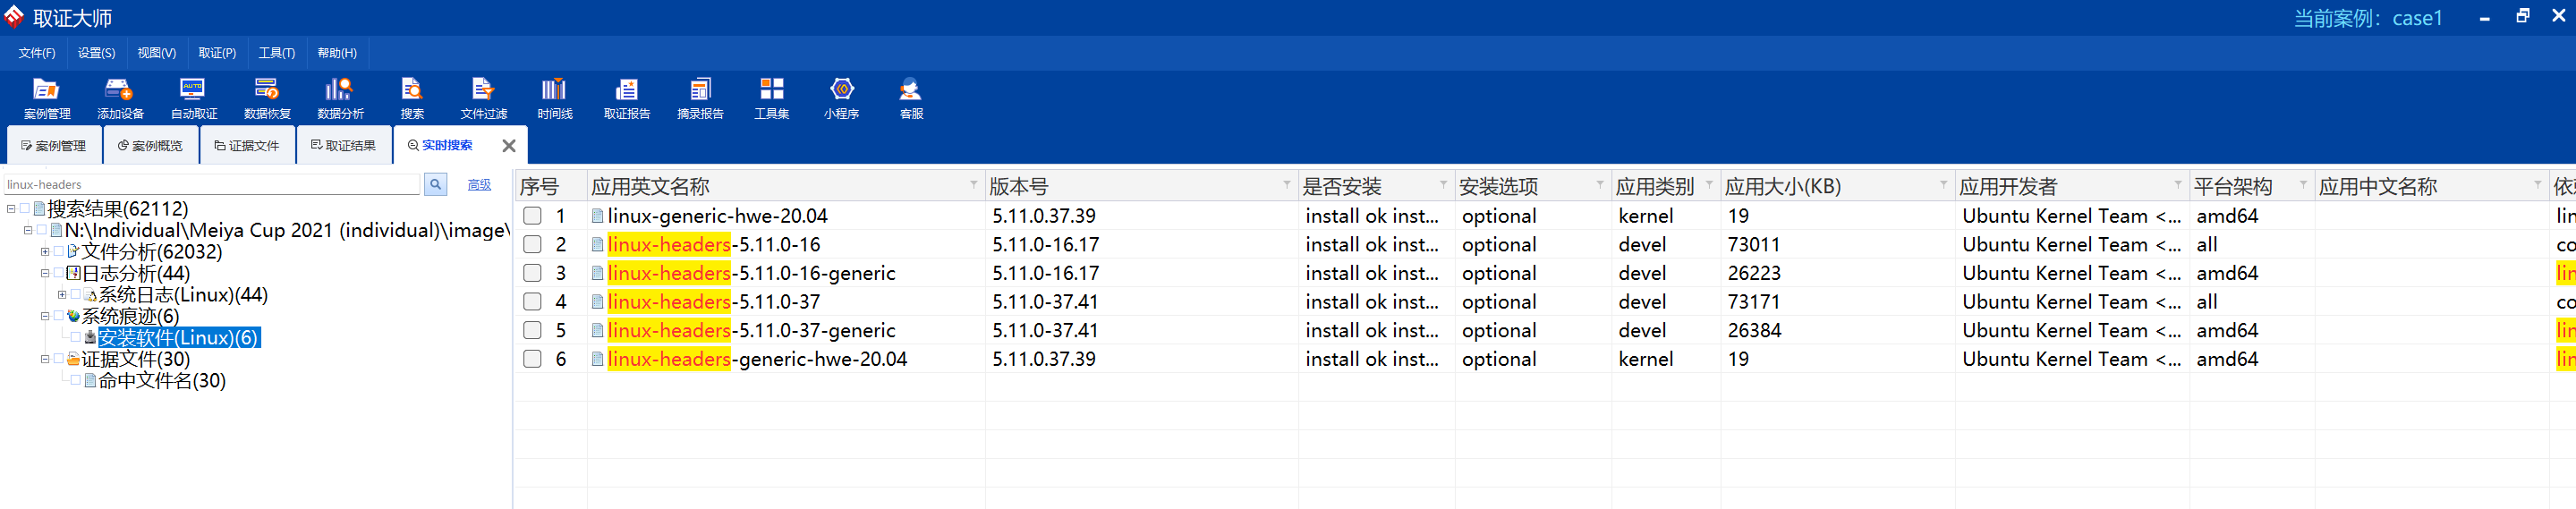 取证大师
当前案例：case1
文件(F) 设置(S) 视图(V) 取证(P) 工具(T) 帮助(H)
AUTO
案例管理 添加设备 自动取证 数据恢复 数据分析 搜索 文件过滤 时间线 取证报告 摘录报告 工具集 小程序 客服
案例管理 案例概览 证据文件 取证结果 实时搜索
linux-headers 高级
搜索结果(62112)
N:\Individual\Meiya Cup 2021 (individual)\image\
文件分析(62032)
日志分析(44)
系统日志(Linux)(44)
系统痕迹(6)
安装软件(Linux)(6)
证据文件(30)
命中文件名(30)
序号 应用英文名称 版本号 是否安装 安装选项 应用类别 应用大小(KB) 应用开发者 平台架构 应用中文名称
1 linux-generic-hwe-20.04 5.11.0.37.39 install ok inst... optional kernel 19 Ubuntu Kernel Team <... amd64 lin
2 linux-headers-5.11.0-16 5.11.0-16.17 install ok inst... optional devel 73011 Ubuntu Kernel Team <... all co
3 linux-headers-5.11.0-16-generic 5.11.0-16.17 install ok inst... optional devel 26223 Ubuntu Kernel Team <... amd64 lin
4 linux-headers-5.11.0-37 5.11.0-37.41 install ok inst... optional devel 73171 Ubuntu Kernel Team <... all co
5 linux-headers-5.11.0-37-generic 5.11.0-37.41 install ok inst... optional devel 26384 Ubuntu Kernel Team <... amd64 lin
6 linux-headers-generic-hwe-20.04 5.11.0.37.39 install ok inst... optional kernel 19 Ubuntu Kernel Team <... amd64 lin